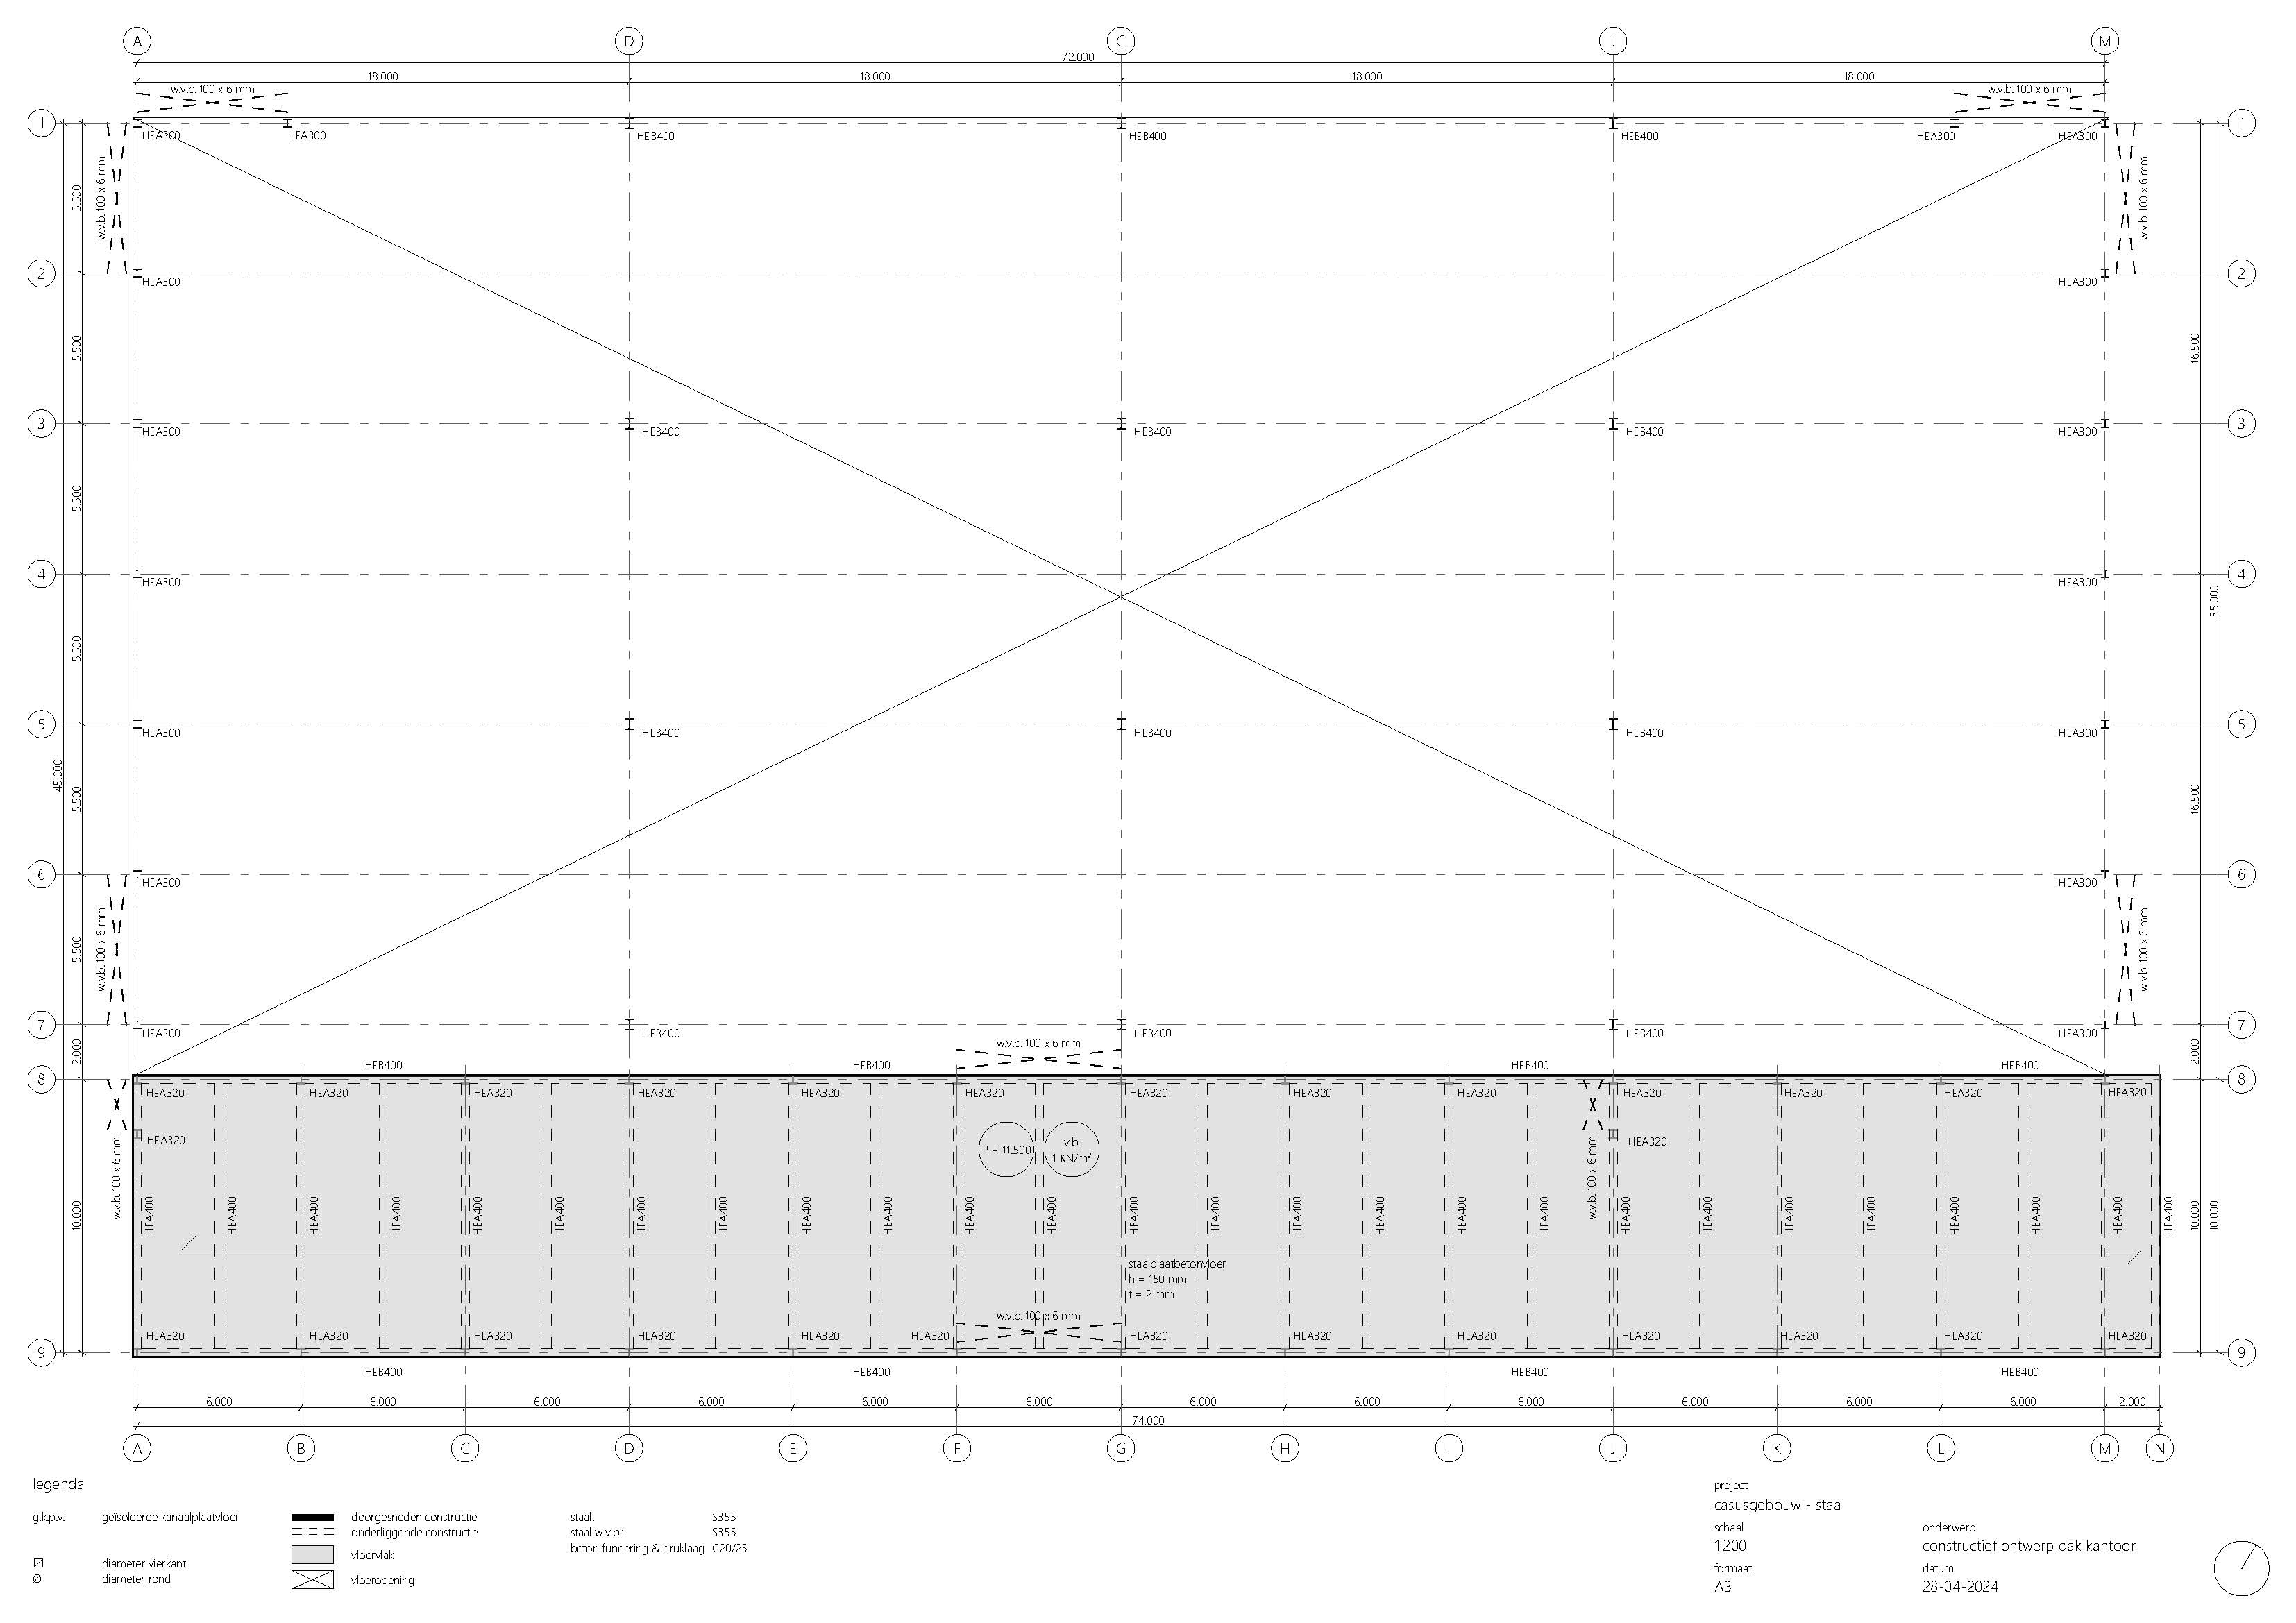 A D C J M
72.000
18.000 18.000 18.000 18.000
w.v.b. 100 x 6 mm w.v.b. 100 x 6 mm
1 1
HEA300 HEA300 HEB400 HEB400 HEB400 HEA300 HEA300
w.v.b. 100 x 6 mm w.v.b. 100 x 6 mm
5.500
2 2
HEA300 HEA300
5.500 16.500
3 3
HEA300 HEB400 HEB400 HEB400 HEA300
5.500
4 4
HEA300 HEA300
35.000
5.500
5 5
HEA300 HEB400 HEB400 HEB400 HEA300
45.000
5.500 16.500
6 6
HEA300 HEA300
w.v.b. 100 x 6 mm w.v.b. 100 x 6 mm
5.500
7 7
HEA300 HEB400 HEB400 HEB400 HEA300
w.v.b. 100 x 6 mm
2.000 2.000
HEB400 HEB400 HEB400 HEB400
8 8
HEA320 HEA320 HEA320 HEA320 HEA320 HEA320 HEA320 HEA320 HEA320 HEA320 HEA320 HEA320 HEA320
HEA320 HEA320
P + 11.500
v.b.
1 KN/m²
w.v.b. 100 x 6 mm w.v.b. 100 x 6 mm
10.000 10.000 10.000
HEA400 HEA400 HEA400 HEA400 HEA400 HEA400 HEA400 HEA400 HEA400 HEA400 HEA400 HEA400 HEA400 HEA400 HEA400 HEA400 HEA400 HEA400 HEA400 HEA400 HEA400 HEA400 HEA400 HEA400 HEA400 HEA400
staalplaatbetonvloer
h = 150 mm
t = 2 mm
w.v.b. 100 x 6 mm
HEA320 HEA320 HEA320 HEA320 HEA320 HEA320 HEA320 HEA320 HEA320 HEA320 HEA320 HEA320 HEA320
9 9
HEB400 HEB400 HEB400 HEB400
6.000 6.000 6.000 6.000 6.000 6.000 6.000 6.000 6.000 6.000 6.000 6.000 2.000
74.000
A B C D E F G H I J K L M N
legenda
g.k.p.v. geïsoleerde kanaalplaatvloer
diameter vierkant
Ø diameter rond
doorgesneden constructie
onderliggende constructie
vloervlak
vloeropening
staal: S355
staal w.v.b.: S355
beton fundering & druklaag C20/25
project
casusgebouw - staal
schaal
1:200
formaat
A3
onderwerp
constructief ontwerp dak kantoor
datum
28-04-2024